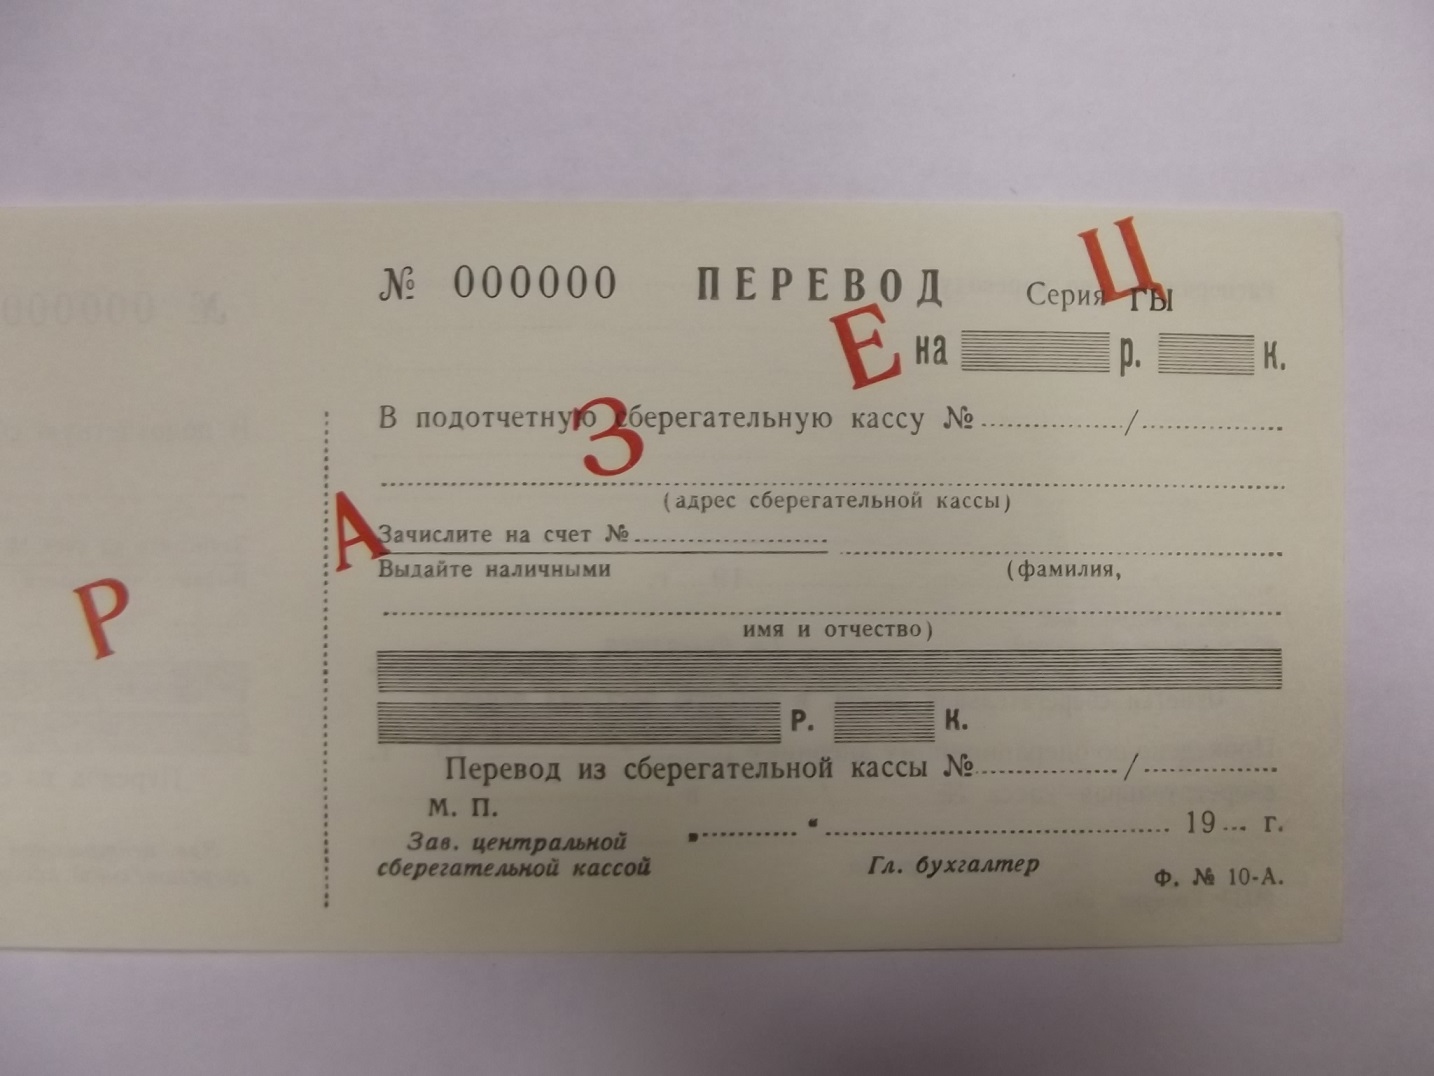 № 000000 ПЕРЕВОД Серия ГЫ
на р. к.
В подотчетную сберегательную кассу № /
(адрес сберегательной кассы)
Зачислите на счет №
Выдайте наличными (фамилия,
имя и отчество)
р. к.
Перевод из сберегательной кассы № /
М. П.
„ “ 19 г.
Зав. центральной
сберегательной кассой
Гл. бухгалтер
Ф. № 10-А.
РАЗЕЦ